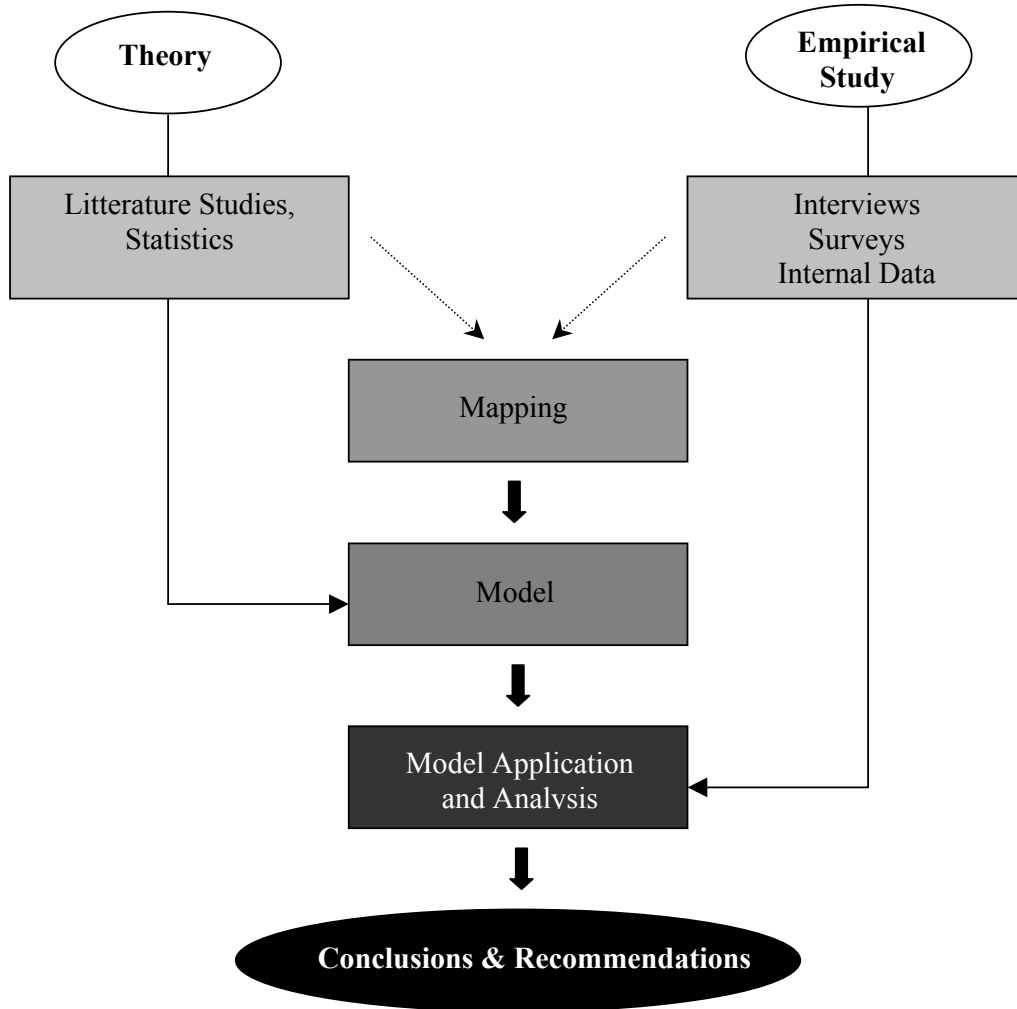 Theory
Empirical
Study
Litterature Studies,
Statistics
Interviews
Surveys
Internal Data
Mapping
Model
Model Application
and Analysis
Conclusions & Recommendations